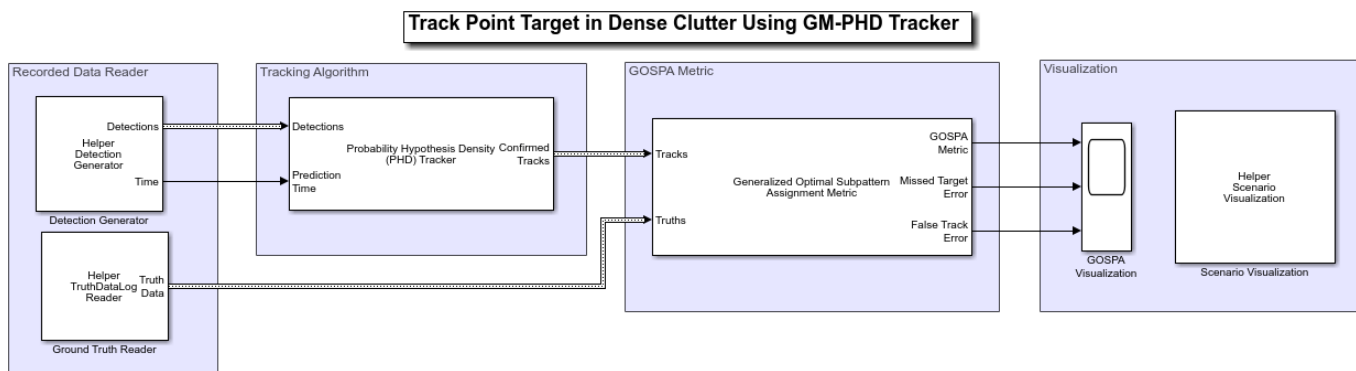 Track Point Target in Dense Clutter Using GM-PHD Tracker
Recorded Data Reader
Detections
Helper
Detection
Generator
Time
Detection Generator
Helper
TruthDataLog
Reader
Truth
Data
Ground Truth Reader
Tracking Algorithm
Detections
Prediction
Time
Probability Hypothesis Density
(PHD) Tracker
Confirmed
Tracks
GOSPA Metric
Tracks
Truths
Generalized Optimal Subpattern
Assignment Metric
GOSPA
Metric
Missed Target
Error
False Track
Error
Visualization
GOSPA
Visualization
Helper
Scenario
Visualization
Scenario Visualization